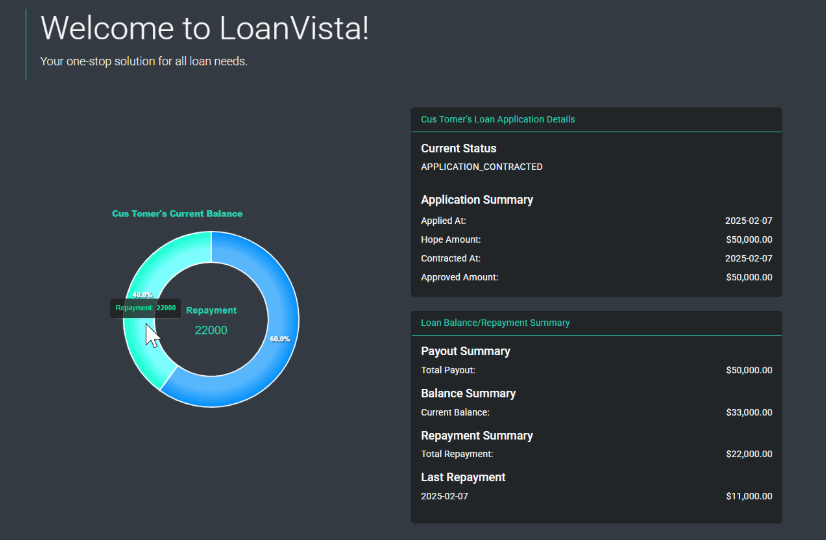 Welcome to LoanVista!
Your one-stop solution for all loan needs.
Cus Tomer's Current Balance
40.0%
Repayment: 22000
Repayment
22000
60.0%
Cus Tomer's Loan Application Details
Current Status
APPLICATION_CONTRACTED
Application Summary
Applied At: 2025-02-07
Hope Amount: $50,000.00
Contracted At: 2025-02-07
Approved Amount: $50,000.00
Loan Balance/Repayment Summary
Payout Summary
Total Payout: $50,000.00
Balance Summary
Current Balance: $33,000.00
Repayment Summary
Total Repayment: $22,000.00
Last Repayment
2025-02-07 $11,000.00